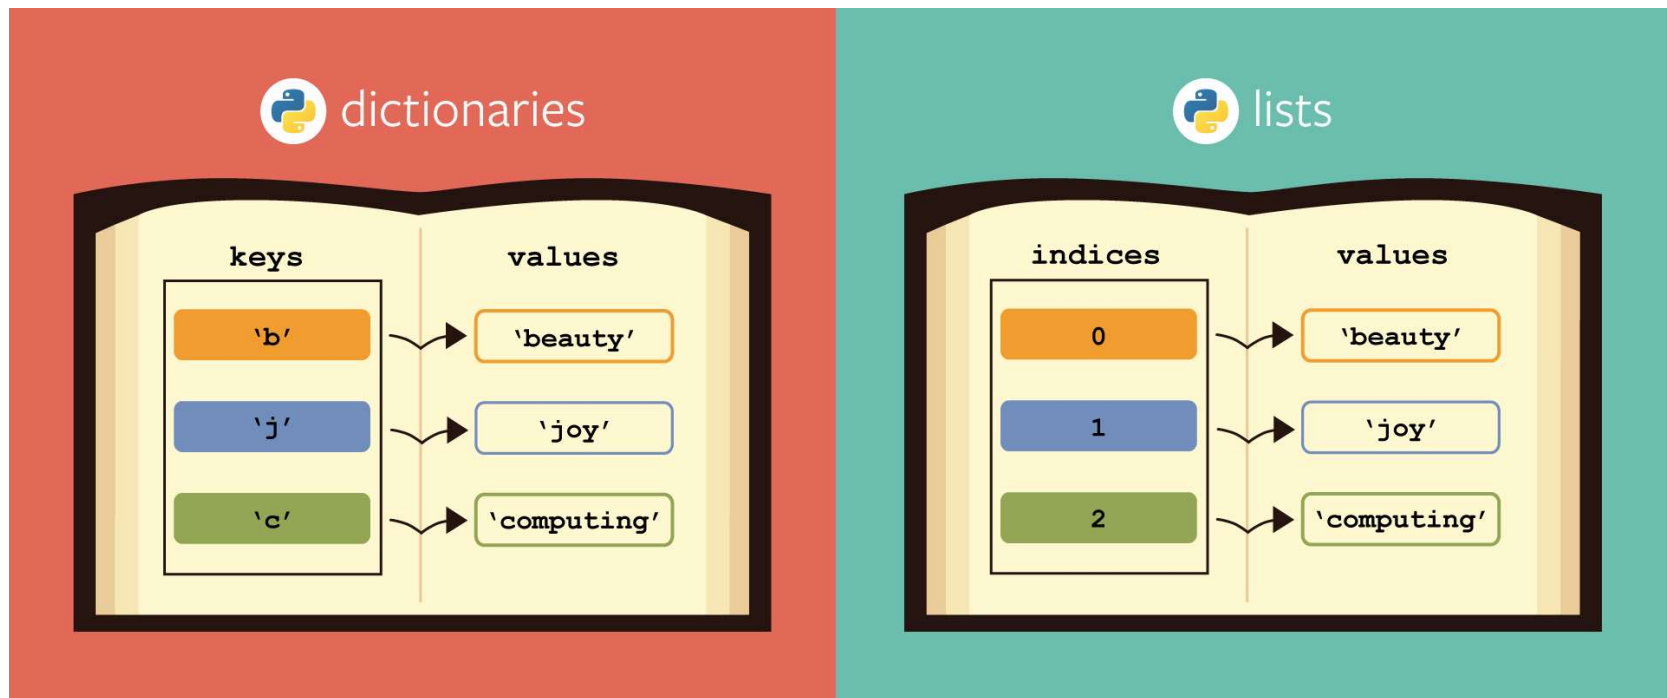 dictionaries
keys values
‘b’ ‘beauty’
‘j’ ‘joy’
‘c’ ‘computing’
lists
indices values
0 ‘beauty’
1 ‘joy’
2 ‘computing’